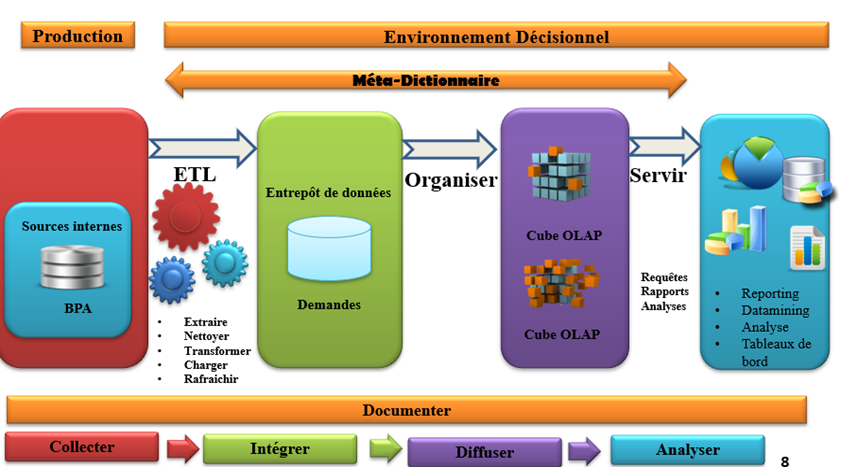 Production
Environnement Décisionnel
Méta-Dictionnaire
Sources internes
BPA
ETL
• Extraire
• Nettoyer
• Transformer
• Charger
• Rafraichir
Entrepôt de données
Demandes
Organiser
Cube OLAP
Cube OLAP
Servir
Requêtes
Rapports
Analyses
• Reporting
• Datamining
• Analyse
• Tableaux de
bord
Documenter
Collecter
Intégrer
Diffuser
Analyser
8